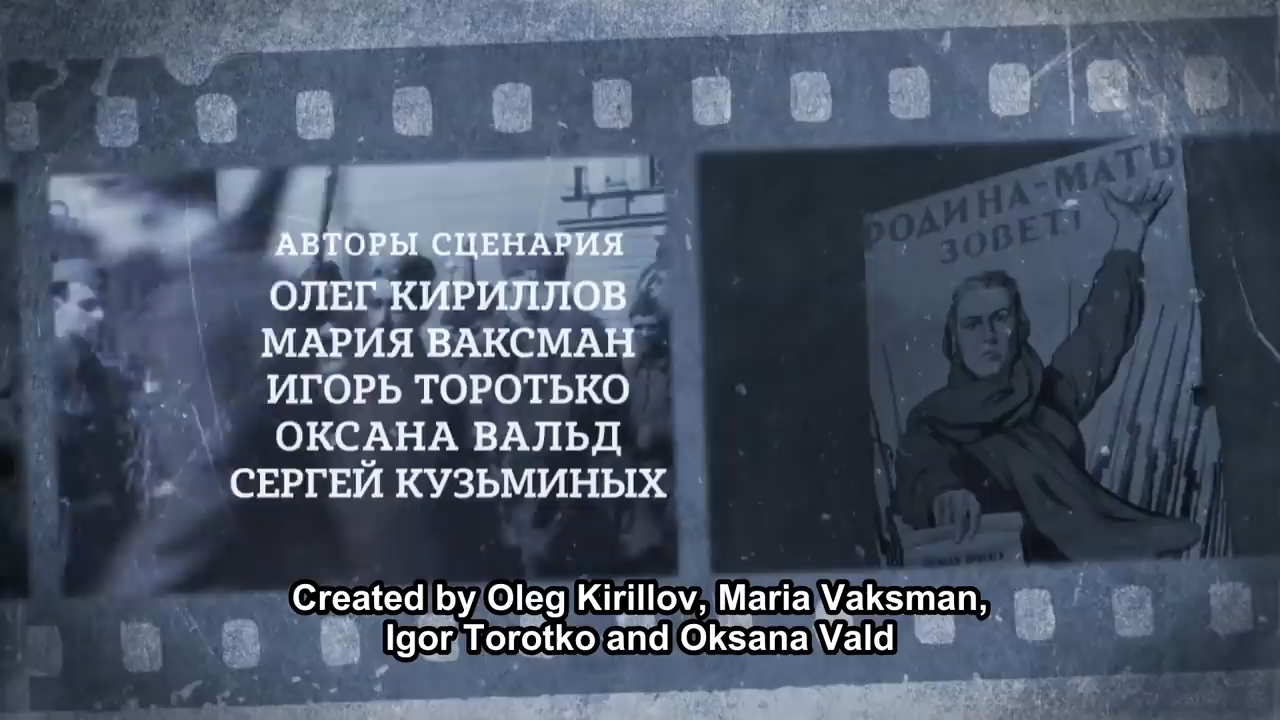 АВТОРЫ СЦЕНАРИЯ
ОЛЕГ КИРИЛЛОВ
МАРИЯ ВАКСМАН
ИГОРЬ ТОРОТЬКО
ОКСАНА ВАЛЬД
СЕРГЕЙ КУЗЬМИНЫХ
РОДИНА-МАТЬ
ЗОВЕТ!
Created by Oleg Kirillov, Maria Vaksman,
Igor Torotko and Oksana Vald